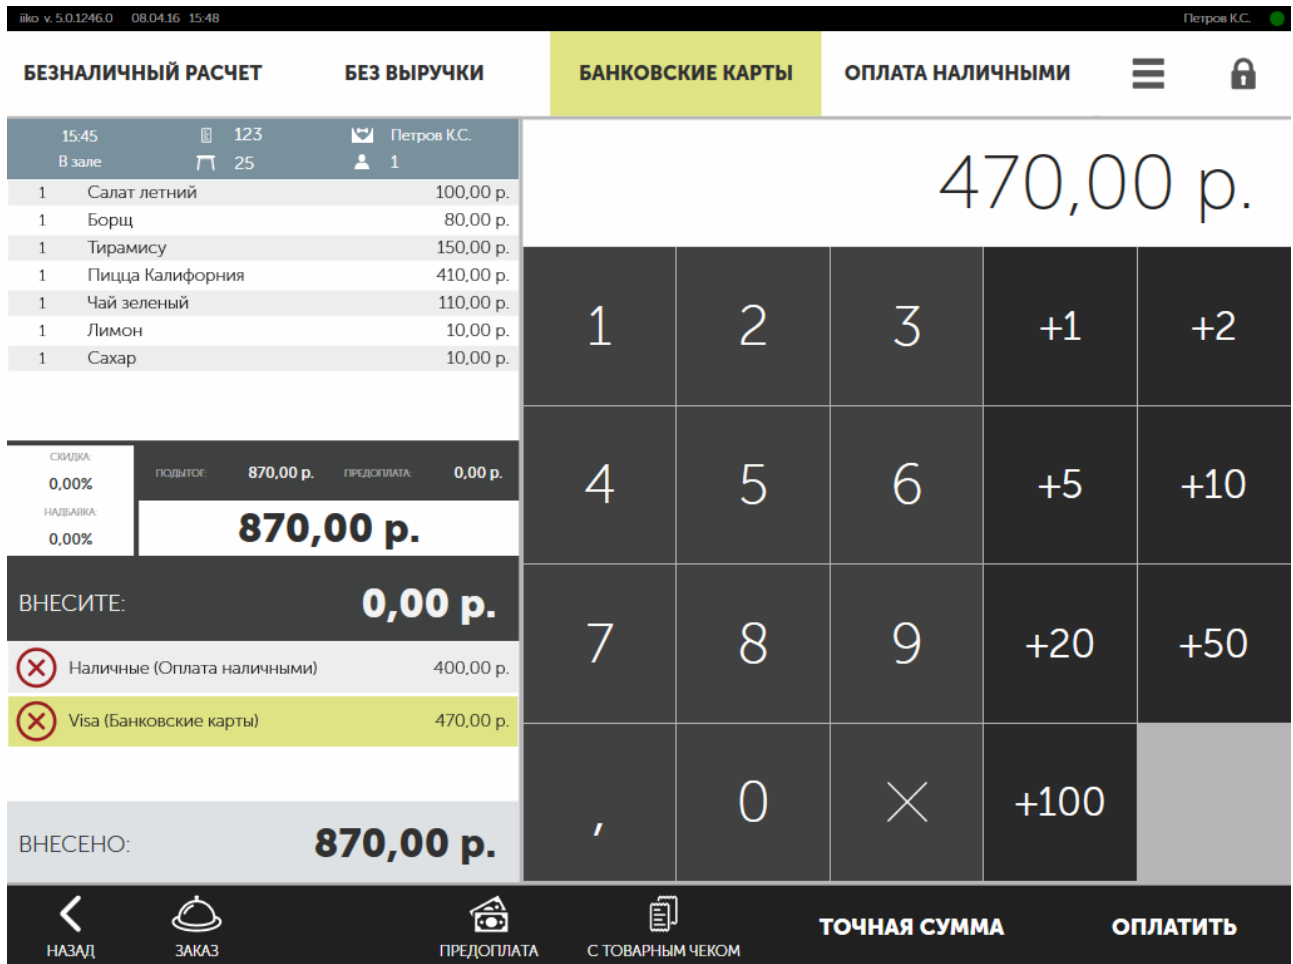 iiko v. 5.0.1246.0 08.04.16 15:48 Петров К.С.
БЕЗНАЛИЧНЫЙ РАСЧЕТ БЕЗ ВЫРУЧКИ БАНКОВСКИЕ КАРТЫ ОПЛАТА НАЛИЧНЫМИ
15:45 123 Петров К.С.
В зале 25 1
470,00 р.
1 Салат летний 100,00 р.
1 Борщ 80,00 р.
1 Тирамису 150,00 р.
1 Пицца Калифорния 410,00 р.
1 Чай зеленый 110,00 р.
1 Лимон 10,00 р.
1 Сахар 10,00 р.
СКИДКА:
0,00%
ПОДЫТОГ: 870,00 р. ПРЕДОПЛАТА: 0,00 р.
НАДБАВКА:
0,00%
870,00 р.
ВНЕСИТЕ: 0,00 р.
Наличные (Оплата наличными) 400,00 р.
Visa (Банковские карты) 470,00 р.
ВНЕСЕНО: 870,00 р.
1 2 3 +1 +2
4 5 6 +5 +10
7 8 9 +20 +50
, 0 +100
НАЗАД ЗАКАЗ ПРЕДОПЛАТА С ТОВАРНЫМ ЧЕКОМ ТОЧНАЯ СУММА ОПЛАТИТЬ